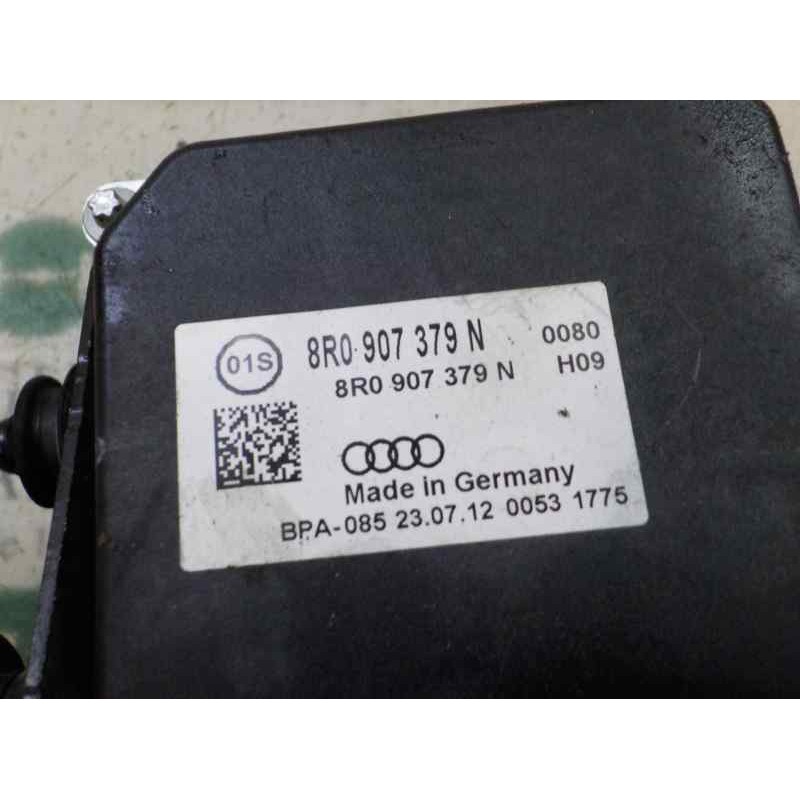 01S 8R0 907 379 N 0080
8R0 907 379 N H09
Made in Germany
BPA-085 23.07.12 0053 1775